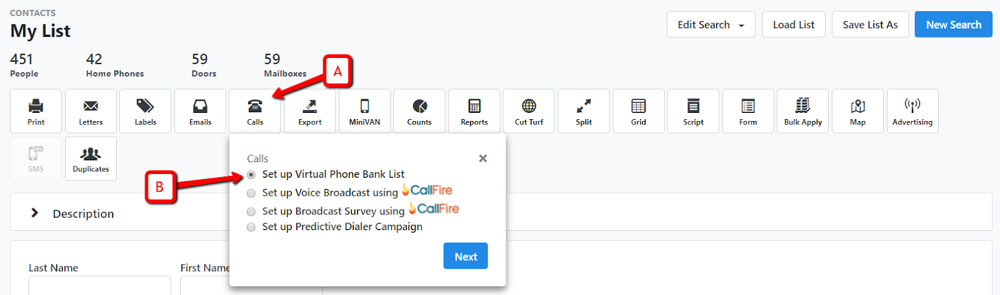 CONTACTS
My List
Edit Search
Load List
Save List As
New Search
451
People
42
Home Phones
59
Doors
59
Mailboxes
A
Print
Letters
Labels
Emails
Calls
Export
MiniVAN
Counts
Reports
Cut Turf
Split
Grid
Script
Form
Bulk Apply
Map
Advertising
SMS
Duplicates
Calls
B
Set up Virtual Phone Bank List
Set up Voice Broadcast using CallFire
Set up Broadcast Survey using CallFire
Set up Predictive Dialer Campaign
Next
Description
Last Name
First Name